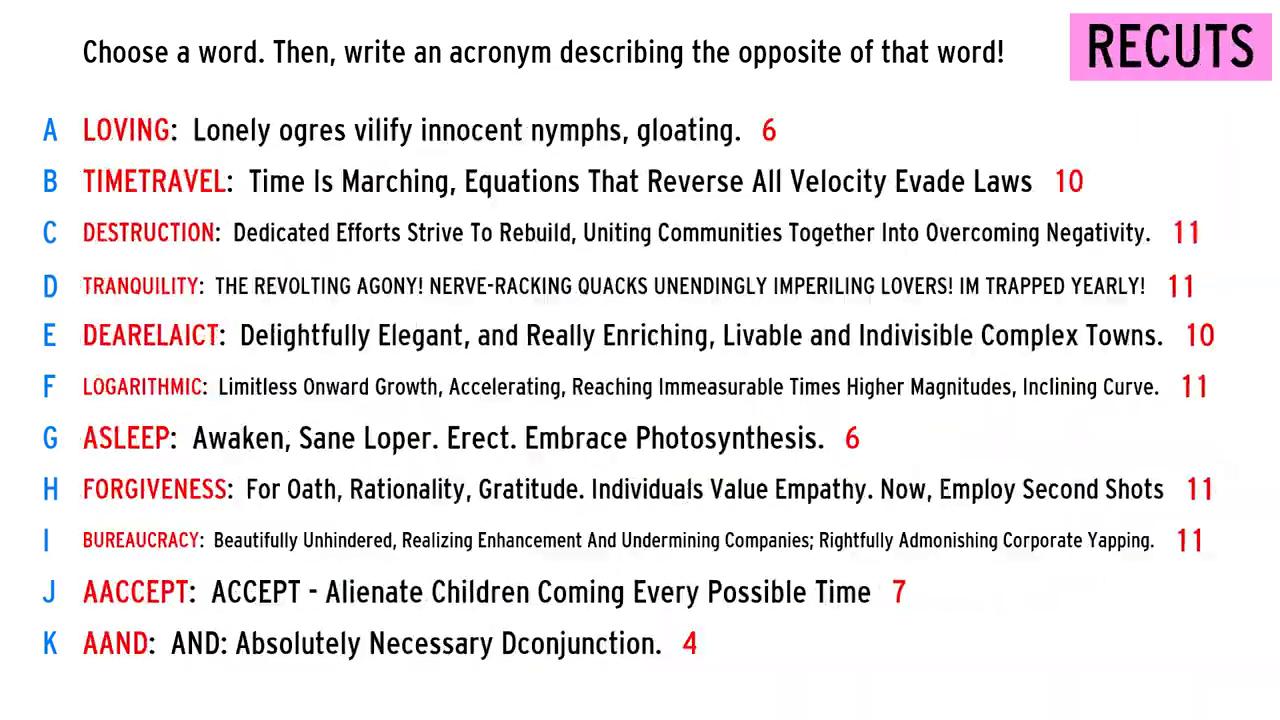 Choose a word. Then, write an acronym describing the opposite of that word!
RECUTS
A LOVING: Lonely ogres vilify innocent nymphs, gloating. 6
B TIMETRAVEL: Time Is Marching, Equations That Reverse All Velocity Evade Laws 10
C DESTRUCTION: Dedicated Efforts Strive To Rebuild, Uniting Communities Together Into Overcoming Negativity. 11
D TRANQUILITY: THE REVOLTING AGONY! NERVE-RACKING QUACKS UNENDINGLY IMPERILING LOVERS! IM TRAPPED YEARLY! 11
E DEARELAICT: Delightfully Elegant, and Really Enriching, Livable and Indivisible Complex Towns. 10
F LOGARITHMIC: Limitless Onward Growth, Accelerating, Reaching Immeasurable Times Higher Magnitudes, Inclining Curve. 11
G ASLEEP: Awaken, Sane Loper. Erect. Embrace Photosynthesis. 6
H FORGIVENESS: For Oath, Rationality, Gratitude. Individuals Value Empathy. Now, Employ Second Shots 11
I BUREAUCRACY: Beautifully Unhindered, Realizing Enhancement And Undermining Companies; Rightfully Admonishing Corporate Yapping. 11
J AACCEPT: ACCEPT - Alienate Children Coming Every Possible Time 7
K AAND: AND: Absolutely Necessary Dconjunction. 4